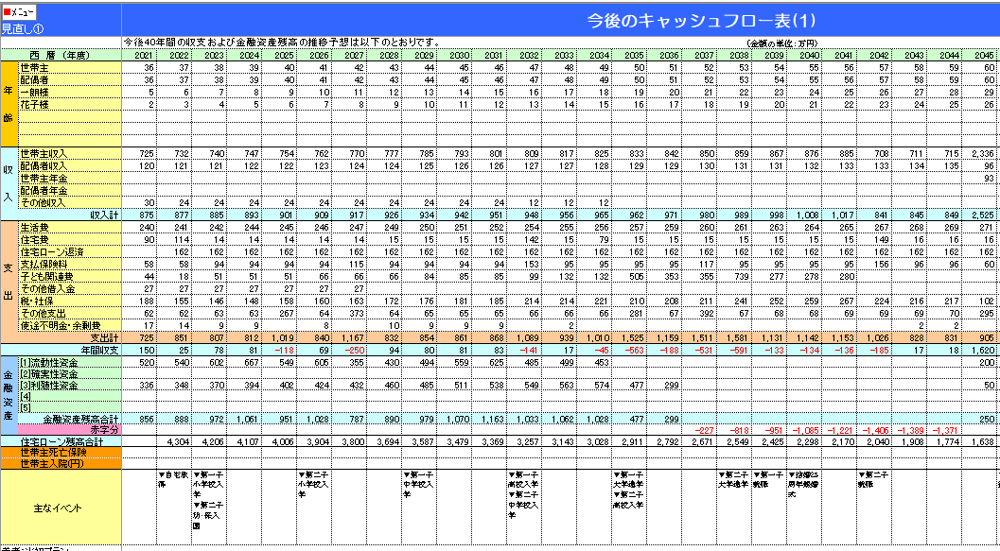 ■メニュー
見直し①
今後のキャッシュフロー表(1)
今後40年間の収支および金融資産残高の推移予想は以下のとおりです。
(金額の単位:万円)
西 暦 (年度) 2021 2022 2023 2024 2025 2026 2027 2028 2029 2030 2031 2032 2033 2034 2035 2036 2037 2038 2039 2040 2041 2042 2043 2044 2045
年齢
世帯主 36 37 38 39 40 41 42 43 44 45 46 47 48 49 50 51 52 53 54 55 56 57 58 59 60
配偶者 36 37 38 39 40 41 42 43 44 45 46 47 48 49 50 51 52 53 54 55 56 57 58 59 60
一朗様 5 6 7 8 9 10 11 12 13 14 15 16 17 18 19 20 21 22 23 24 25 26 27 28 29
花子様 2 3 4 5 6 7 8 9 10 11 12 13 14 15 16 17 18 19 20 21 22 23 24 25 26
収入
世帯主収入 725 732 740 747 754 762 770 777 785 793 801 809 817 825 833 842 850 859 867 876 885 708 711 715 2,336
配偶者収入 120 121 121 122 122 123 124 124 125 126 126 127 127 128 129 129 130 131 131 132 133 133 134 135 96
世帯主年金 93
配偶者年金
その他収入 30 24 24 24 24 24 24 24 24 24 24 12 12 12
収入計 875 877 885 893 901 909 917 926 934 942 951 948 956 965 962 971 980 989 998 1,008 1,017 841 845 849 2,525
支出
生活費 240 241 242 244 245 246 247 249 250 251 252 254 255 256 257 259 260 261 263 264 265 267 268 269 271
住宅費 90 114 14 14 14 14 14 15 15 15 15 142 15 79 15 15 15 15 15 15 15 149 16 16 16
住宅ローン返済 162 162 162 162 162 162 162 162 162 162 162 162 162 162 162 162 162 162 162 162 162 162 162 162
支払保険料 58 58 94 94 94 94 115 94 94 94 94 153 95 95 95 95 117 95 95 95 95 156 96 96 60
子ども関連費 44 18 51 51 51 66 66 66 84 85 85 99 132 132 505 353 355 739 277 278 280
その他借入金 27 27 27 27 27 27 27
税・社保 188 155 146 148 158 160 163 172 176 181 185 214 214 221 210 208 211 241 252 259 267 224 216 217 102
その他支出 62 62 63 63 267 64 373 64 65 65 65 66 66 66 281 67 392 67 68 68 69 69 69 70 295
使途不明金・余剰費 17 14 9 9 8 10 9 9 9 2 2 2
支出計 725 851 807 812 1,019 840 1,167 832 854 861 868 1,089 939 1,010 1,525 1,159 1,511 1,581 1,131 1,142 1,153 1,026 828 831 905
年間収支 150 25 78 81 -118 69 -250 94 80 81 83 -141 17 -45 -563 -188 -531 -591 -133 -134 -136 -185 17 18 1,620
金融資産
[1]流動性資金 520 540 602 667 549 605 355 430 494 559 625 485 499 453 200
[2]確実性資金
[3]利殖性資金 336 348 370 394 402 424 432 460 485 511 538 549 563 574 477 299 50
[4]
[5]
金融資産残高合計 856 888 972 1,061 951 1,028 787 890 979 1,070 1,163 1,033 1,062 1,028 477 299 250
赤字分 -227 -818 -951 -1,085 -1,221 -1,406 -1,389 -1,371
住宅ローン残高合計 4,304 4,206 4,107 4,006 3,904 3,800 3,694 3,587 3,479 3,369 3,257 3,143 3,028 2,911 2,792 2,671 2,549 2,425 2,298 2,170 2,040 1,908 1,774 1,638
世帯主死亡保険
世帯主入院(円)
主なイベント
▼自宅取得
▼第一子小学校入学
▼第二子幼・保入園
▼第二子小学校入学
▼第一子中学校入学
▼第一子高校入学
▼第二子中学校入学
▼第一子大学進学
▼第二子高校入学
▼第二子大学進学
▼第一子就職
▼結婚25周年銀婚式
▼第二子就職